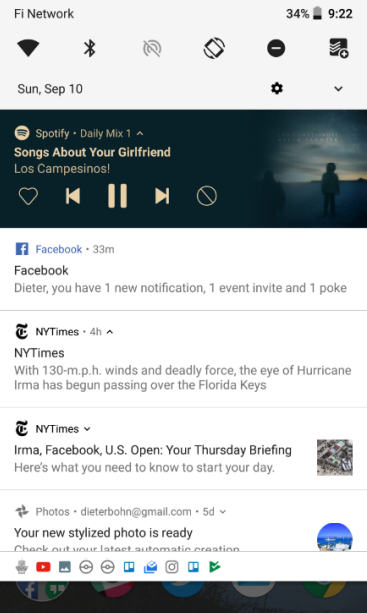 Fi Network 34% 9:22
Sun, Sep 10
Spotify • Daily Mix 1
Songs About Your Girlfriend
Los Campesinos!
Facebook • 33m
Facebook
Dieter, you have 1 new notification, 1 event invite and 1 poke
NYTimes • 4h
NYTimes
With 130-m.p.h. winds and deadly force, the eye of Hurricane
Irma has begun passing over the Florida Keys
NYTimes
Irma, Facebook, U.S. Open: Your Thursday Briefing
Here's what you need to know to start your day.
Photos • dieterbohn@gmail.com • 5d
Your new stylized photo is ready
Check out your latest automatic creation